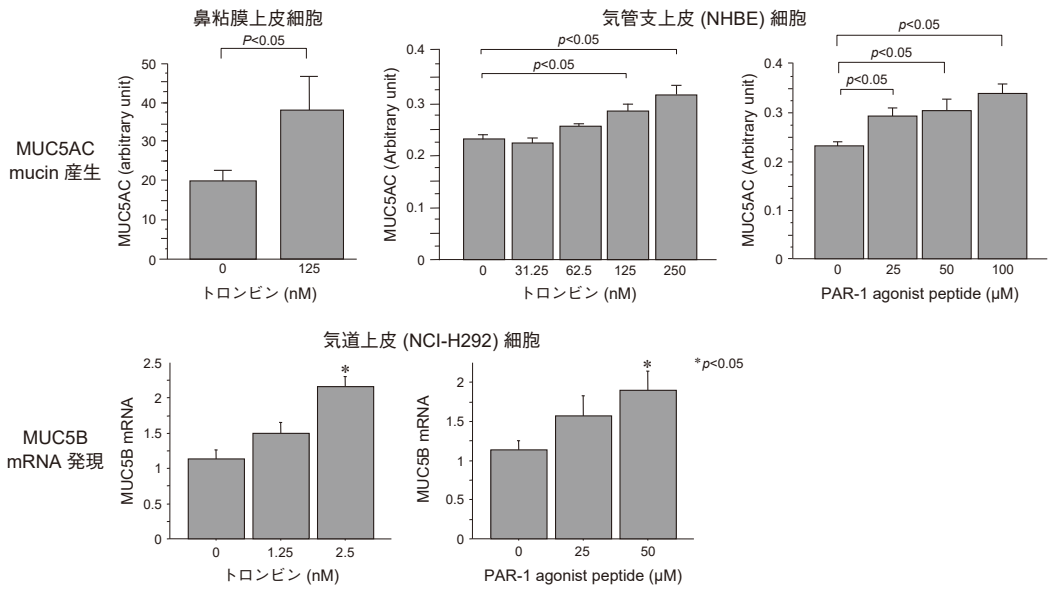 鼻粘膜上皮細胞
気管支上皮 (NHBE) 細胞
MUC5AC
mucin 産生
MUC5AC (arbitrary unit)
50
40
30
20
10
0
P<0.05
0 125
トロンビン (nM)
MUC5AC (Arbitrary unit)
0.4
0.3
0.2
0.1
0
p<0.05
p<0.05
0 31.25 62.5 125 250
トロンビン (nM)
MUC5AC (Arbitrary unit)
0.4
0.3
0.2
0.1
0
p<0.05
p<0.05
p<0.05
0 25 50 100
PAR-1 agonist peptide (µM)
気道上皮 (NCI-H292) 細胞
MUC5B
mRNA 発現
MUC5B mRNA
2.5
2
1.5
1
0.5
0
*
0 1.25 2.5
トロンビン (nM)
MUC5B mRNA
2
1.5
1
0.5
0
*
0 25 50
PAR-1 agonist peptide (µM)
*p<0.05